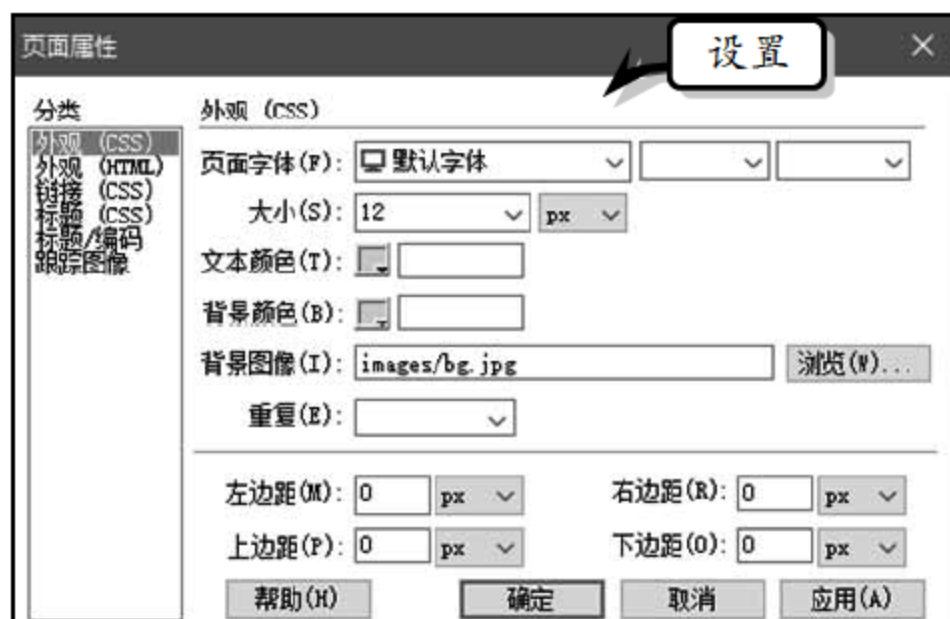 页面属性
设置
分类
外观 (CSS)
外观 (HTML)
链接 (CSS)
标题 (CSS)
标题/编码
跟踪图像
外观 (CSS)
页面字体(F): 默认字体
大小(S): 12 px
文本颜色(T):
背景颜色(B):
背景图像(I): images/bg.jpg 浏览(W)...
重复(E):
左边距(M): 0 px 右边距(R): 0 px
上边距(P): 0 px 下边距(O): 0 px
帮助(H) 确定 取消 应用(A)